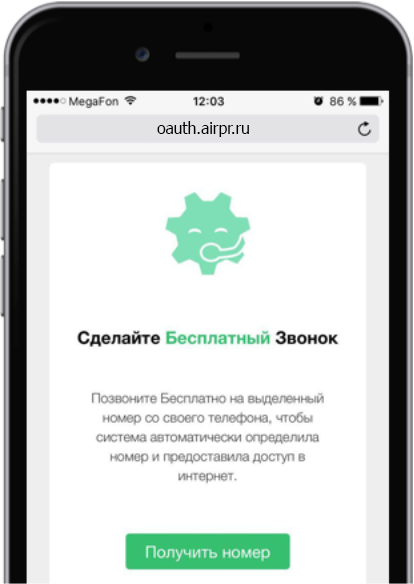 MegaFon 12:03 86 %
oauth.airpr.ru
Сделайте Бесплатный Звонок
Позвоните Бесплатно на выделенный
номер со своего телефона, чтобы
система автоматически определила
номер и предоставила доступ в
интернет.
Получить номер